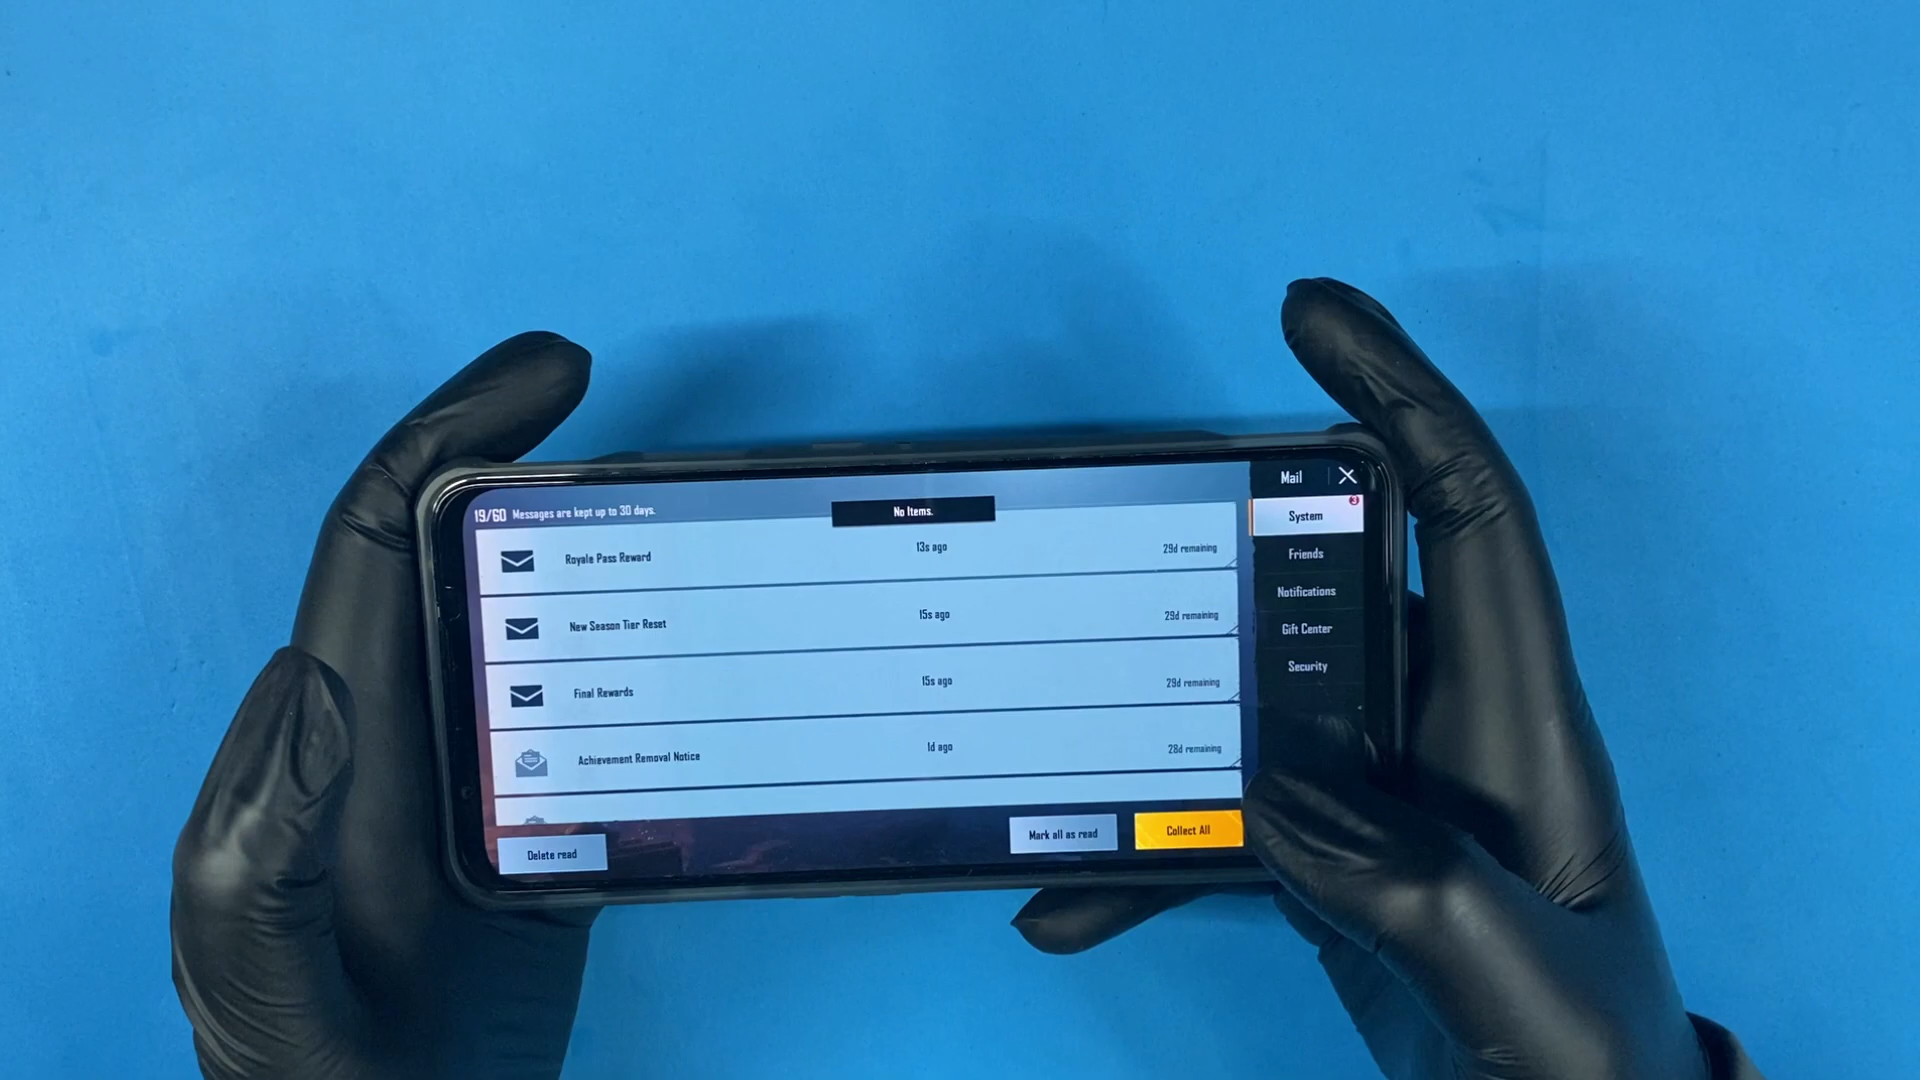 19/60 Messages are kept up to 30 days.
No Items.
Mail
Royale Pass Reward 13s ago 29d remaining
New Season Tier Reset 15s ago 29d remaining
Final Rewards 15s ago 29d remaining
Achievement Removal Notice 1d ago 28d remaining
Delete read
Mark all as read
Collect All
System 3
Friends
Notifications
Gift Center
Security